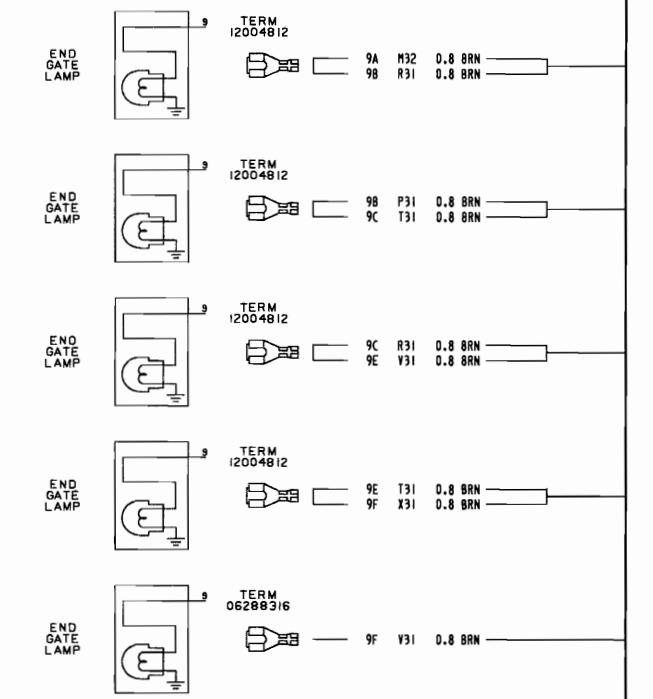 9 TERM
12004812
END
GATE
LAMP
9A M32 0.8 BRN
9B R31 0.8 BRN
9 TERM
12004812
END
GATE
LAMP
9B P31 0.8 BRN
9C T31 0.8 BRN
9 TERM
12004812
END
GATE
LAMP
9C R31 0.8 BRN
9E V31 0.8 BRN
9 TERM
12004812
END
GATE
LAMP
9E T31 0.8 BRN
9F X31 0.8 BRN
9 TERM
06288316
END
GATE
LAMP
9F V31 0.8 BRN